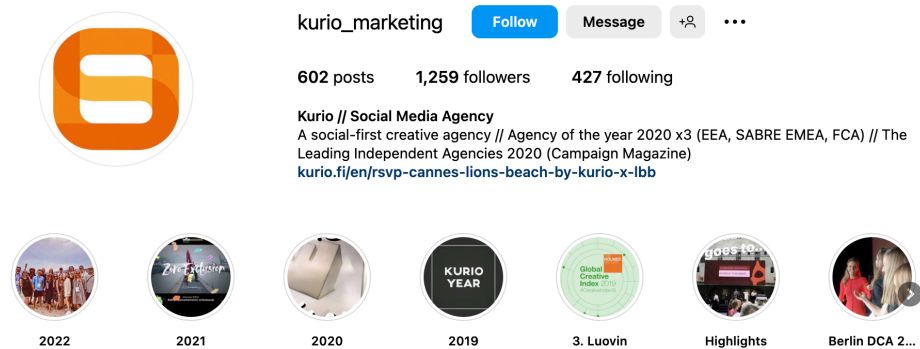 kurio_marketing
Follow
Message
602 posts
1,259 followers
427 following
Kurio // Social Media Agency
A social-first creative agency // Agency of the year 2020 x3 (EEA, SABRE EMEA, FCA) // The
Leading Independent Agencies 2020 (Campaign Magazine)
kurio.fi/en/rsvp-cannes-lions-beach-by-kurio-x-lbb
Zero Exclusion
KURIO
YEAR
Global
Creative
Index 2019
goes to...
2022
2021
2020
2019
3. Luovin
Highlights
Berlin DCA 2...